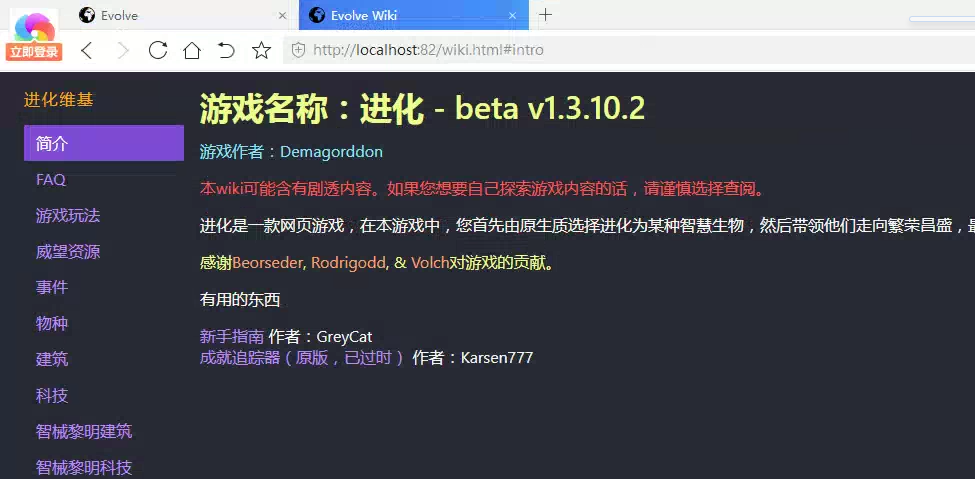 Evolve
Evolve Wiki
立即登录
http://localhost:82/wiki.html#intro
进化维基
简介
FAQ
游戏玩法
威望资源
事件
物种
建筑
科技
智械黎明建筑
智械黎明科技
游戏名称：进化 - beta v1.3.10.2
游戏作者：Demagorddon
本wiki可能含有剧透内容。如果您想要自己探索游戏内容的话，请谨慎选择查阅。
进化是一款网页游戏，在本游戏中，您首先由原生质选择进化为某种智慧生物，然后带领他们走向繁荣昌盛，
感谢Beorseder, Rodrigodd, & Volch对游戏的贡献。
有用的东西
新手指南 作者：GreyCat
成就追踪器（原版，已过时） 作者：Karsen777